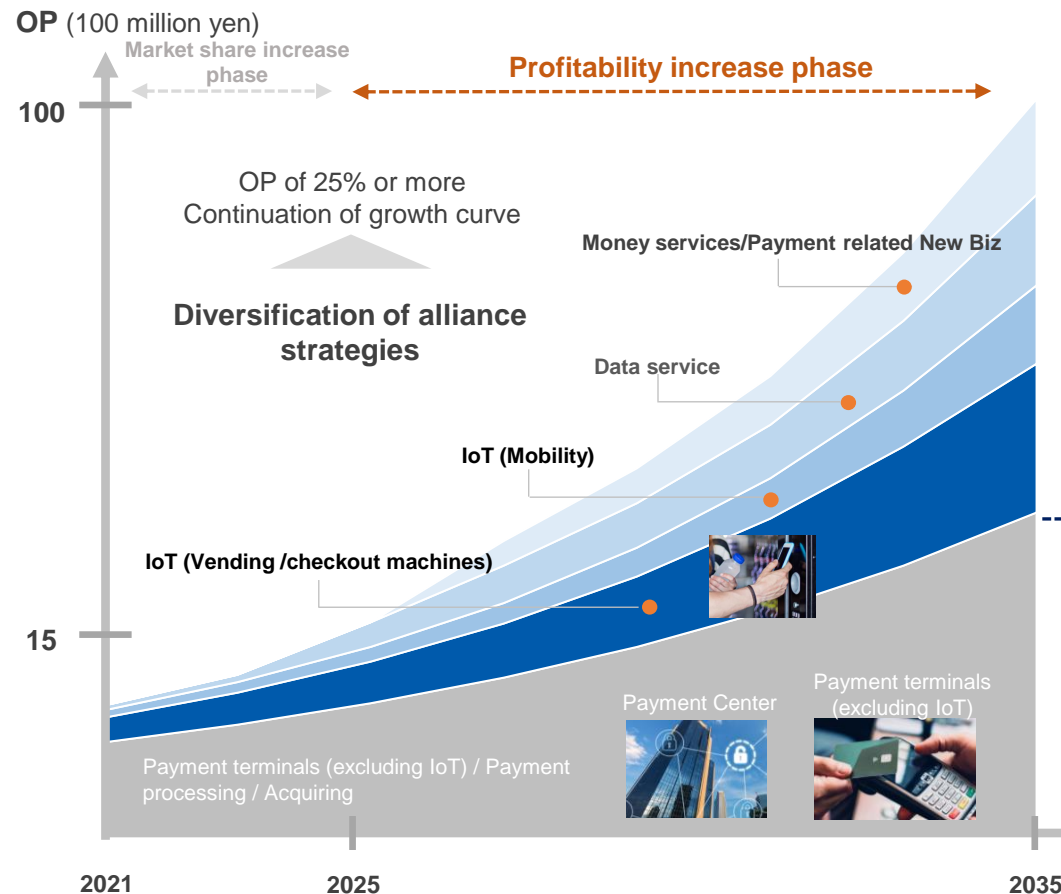 OP (100 million yen)
Market share increase
phase
Profitability increase phase
100
OP of 25% or more
Continuation of growth curve
Money services/Payment related New Biz
Diversification of alliance
strategies
Data service
IoT (Mobility)
IoT (Vending /checkout machines)
15
Payment Center
Payment terminals
(excluding IoT)
Payment terminals (excluding IoT) / Payment
processing / Acquiring
2021
2025
2035